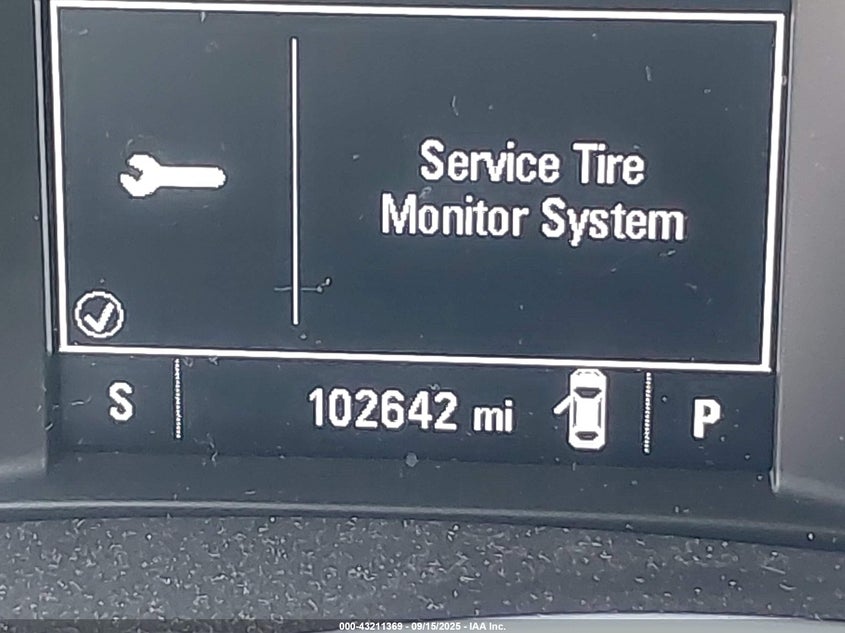 Service Tire
Monitor System
S 102642 mi P
000-43211369 - 09/15/2025 - IAA Inc.